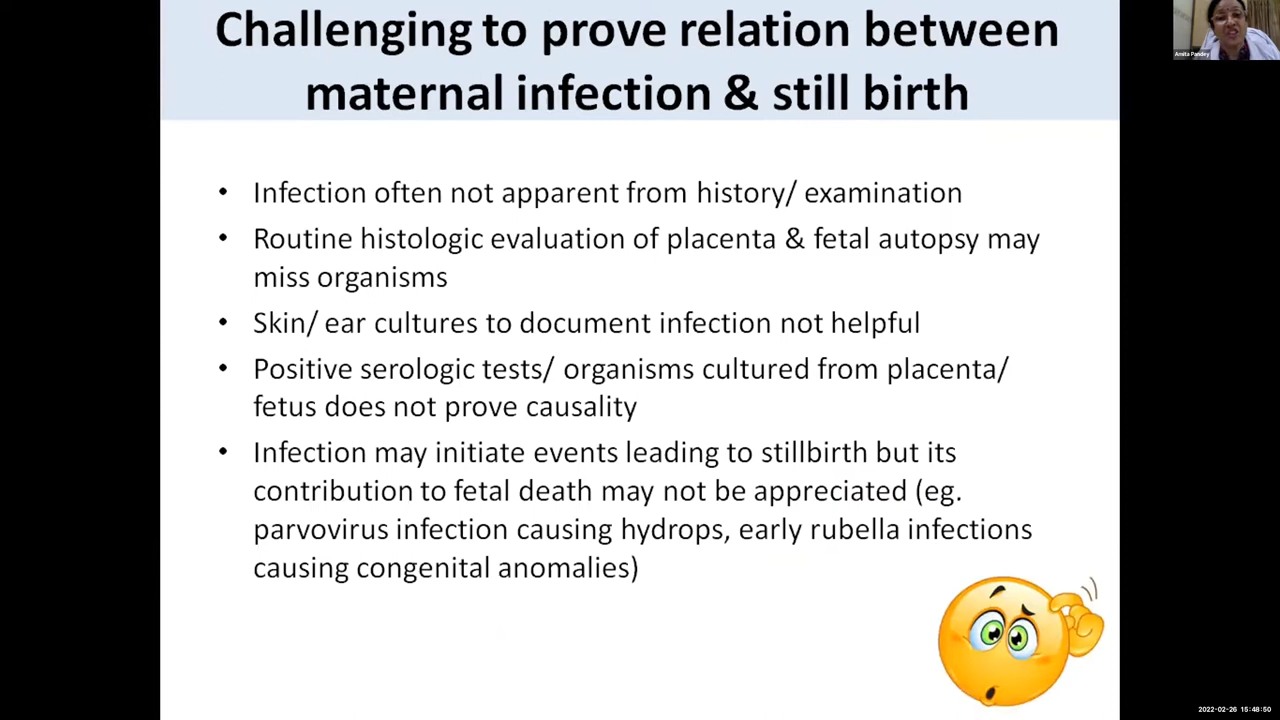 Challenging to prove relation between
maternal infection & still birth
Amita Pandey
• Infection often not apparent from history/ examination
• Routine histologic evaluation of placenta & fetal autopsy may
miss organisms
• Skin/ ear cultures to document infection not helpful
• Positive serologic tests/ organisms cultured from placenta/
fetus does not prove causality
• Infection may initiate events leading to stillbirth but its
contribution to fetal death may not be appreciated (eg.
parvovirus infection causing hydrops, early rubella infections
causing congenital anomalies)
2022-02-26 15:48:50